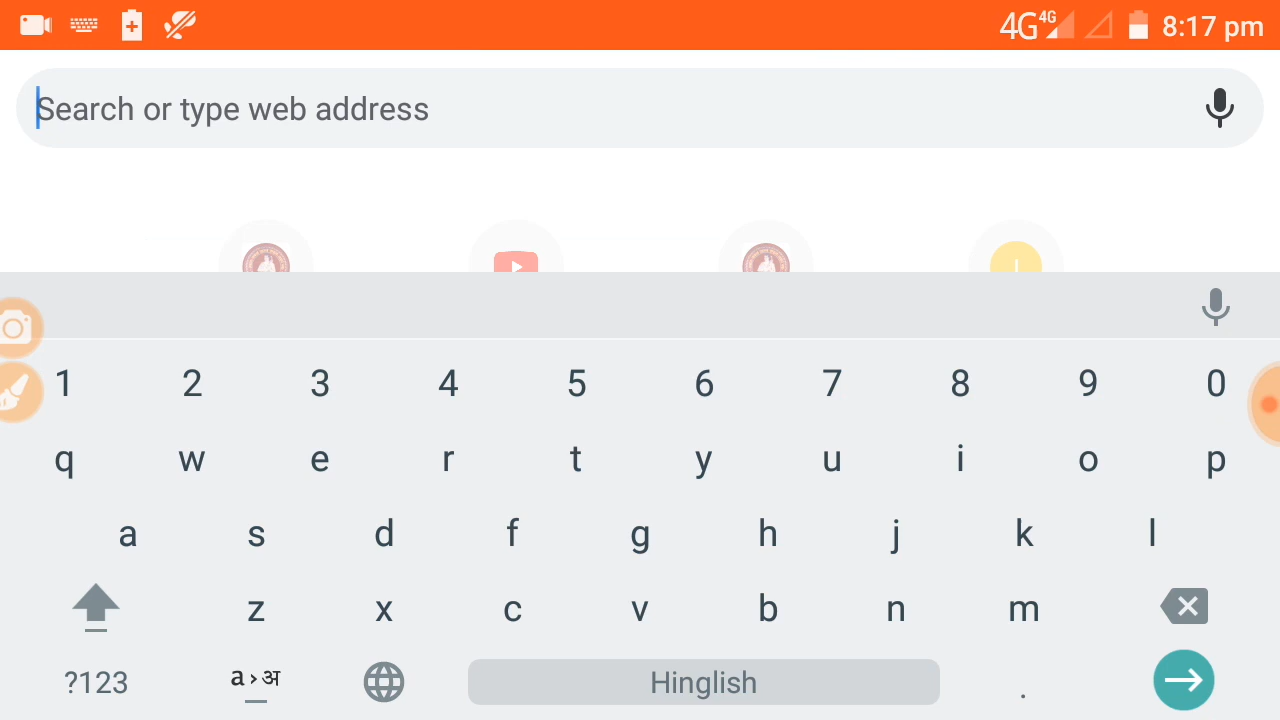 4G 4G 8:17 pm
Search or type web address
1 2 3 4 5 6 7 8 9 0
q w e r t y u i o p
a s d f g h j k l
z x c v b n m
?123 a›अ Hinglish .